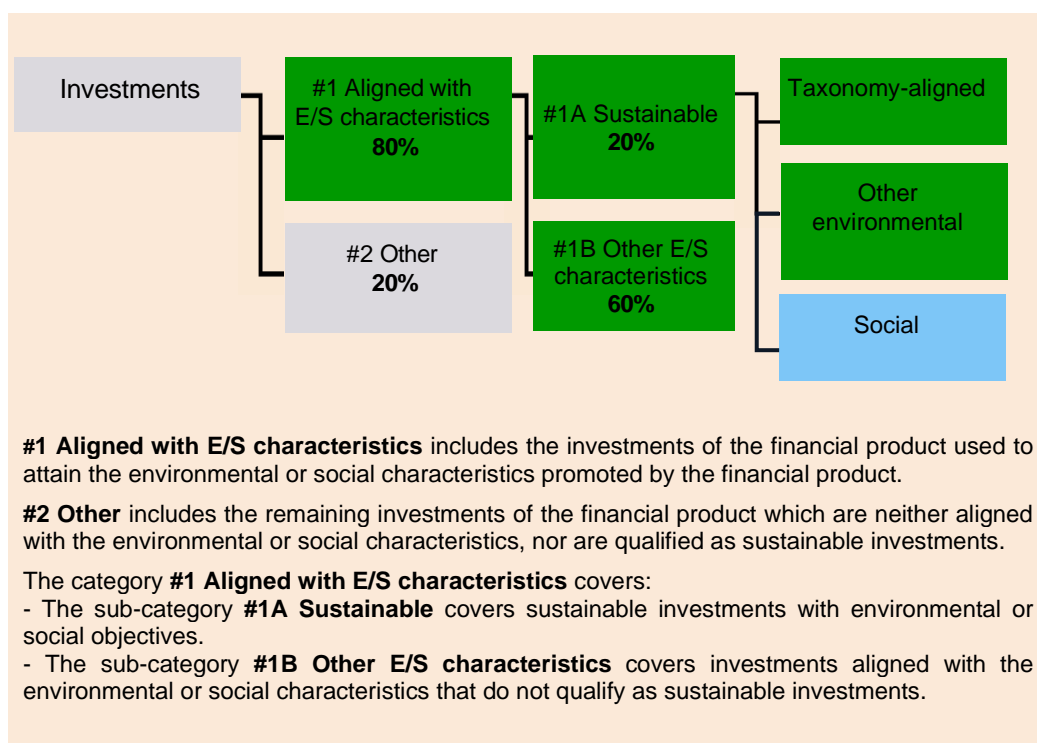 Investments
#1 Aligned with
E/S characteristics
80%
#2 Other
20%
#1A Sustainable
20%
#1B Other E/S
characteristics
60%
Taxonomy-aligned
Other
environmental
Social
#1 Aligned with E/S characteristics includes the investments of the financial product used to
attain the environmental or social characteristics promoted by the financial product.
#2 Other includes the remaining investments of the financial product which are neither aligned
with the environmental or social characteristics, nor are qualified as sustainable investments.
The category #1 Aligned with E/S characteristics covers:
- The sub-category #1A Sustainable covers sustainable investments with environmental or
social objectives.
- The sub-category #1B Other E/S characteristics covers investments aligned with the
environmental or social characteristics that do not qualify as sustainable investments.